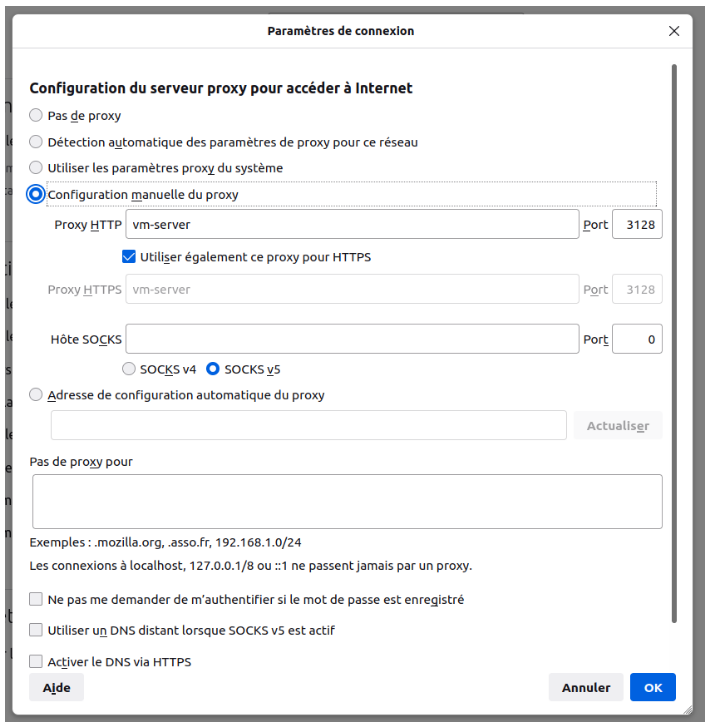 Paramètres de connexion
Configuration du serveur proxy pour accéder à Internet
Pas de proxy
Détection automatique des paramètres de proxy pour ce réseau
Utiliser les paramètres proxy du système
Configuration manuelle du proxy
Proxy HTTP vm-server Port 3128
Utiliser également ce proxy pour HTTPS
Proxy HTTPS vm-server Port 3128
Hôte SOCKS Port 0
SOCKS v4 SOCKS v5
Adresse de configuration automatique du proxy
Actualiser
Pas de proxy pour
Exemples : .mozilla.org, .asso.fr, 192.168.1.0/24
Les connexions à localhost, 127.0.0.1/8 ou ::1 ne passent jamais par un proxy.
Ne pas me demander de m’authentifier si le mot de passe est enregistré
Utiliser un DNS distant lorsque SOCKS v5 est actif
Activer le DNS via HTTPS
Aide Annuler OK